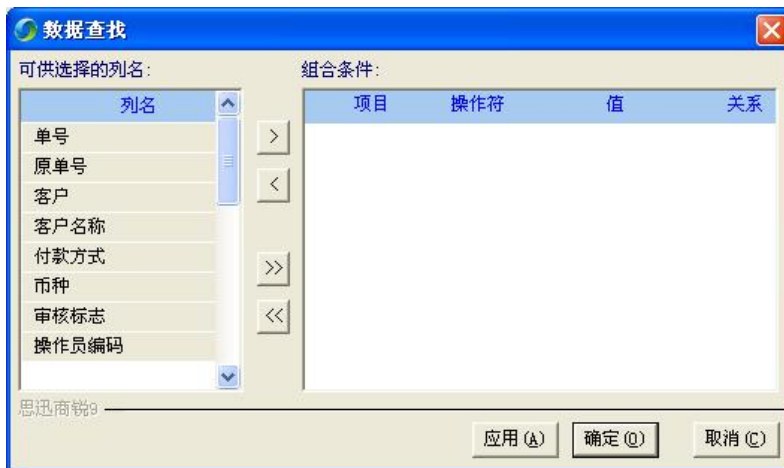 数据查找
可供选择的列名:
组合条件:
列名
项目 操作符 值 关系
单号
原单号
客户
客户名称
付款方式
币种
审核标志
操作员编码
>
<
>>
<<
思迅商锐9
应用(A) 确定(O) 取消(C)